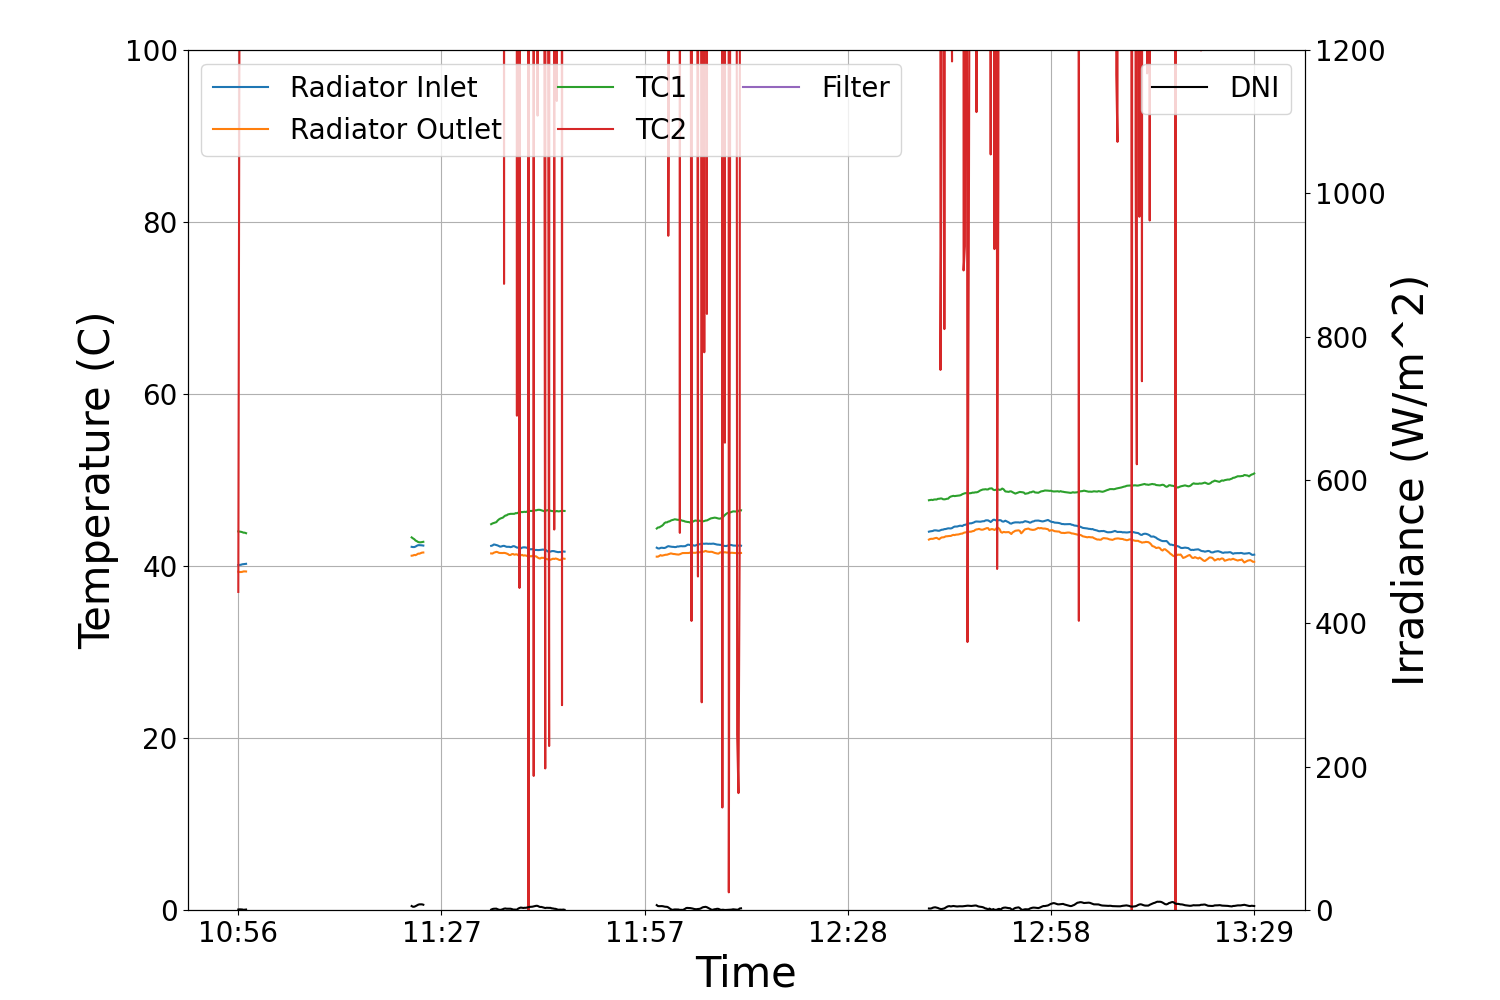 Radiator Inlet
Radiator Outlet
TC1
TC2
Filter
DNI
100
80
60
40
20
0
Temperature (C)
1200
1000
800
600
400
200
0
Irradiance (W/m^2)
10:56 11:27 11:57 12:28 12:58 13:29
Time